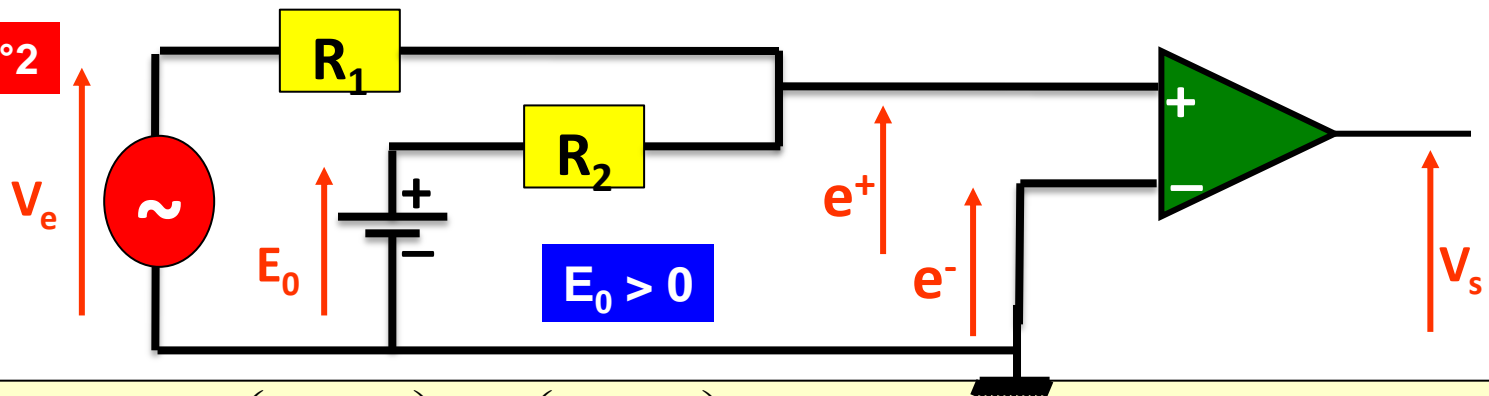 °2
R₁
R₂
+
−
~
Vₑ
E₀
E₀ > 0
e⁺
e⁻
+
−
Vₛ